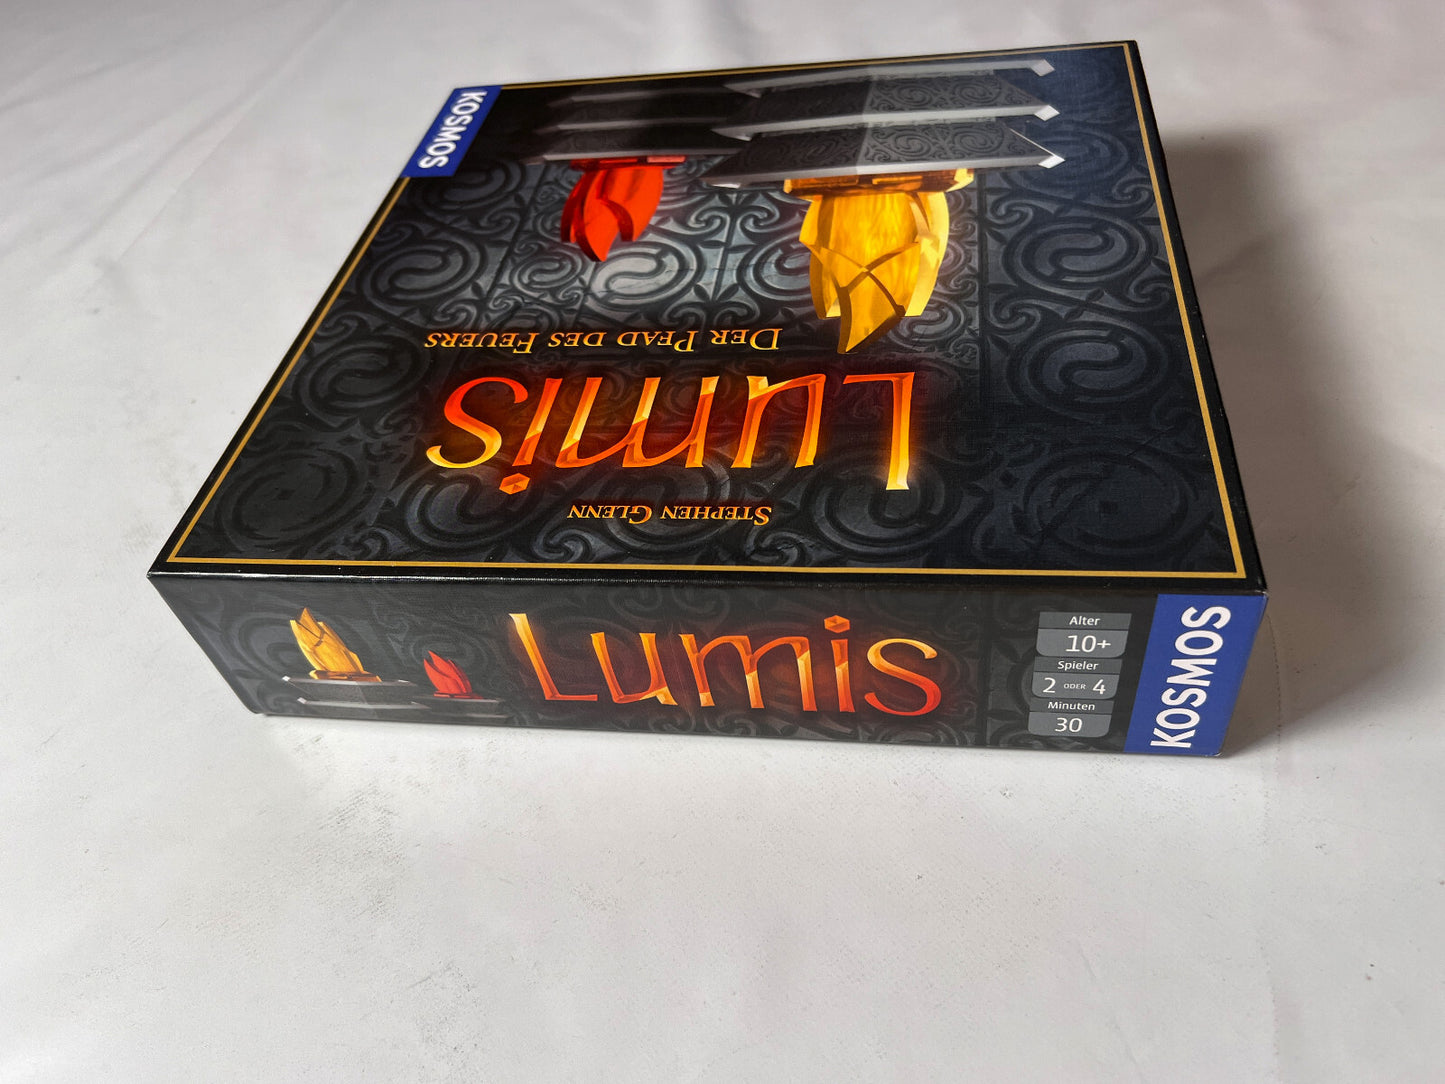 KOSMOS
STEPHEN GLENN
LUMIS
DER PFAD DES FEUERS
LUMIS
Alter
10+
Spieler
2 ODER 4
Minuten
30
KOSMOS